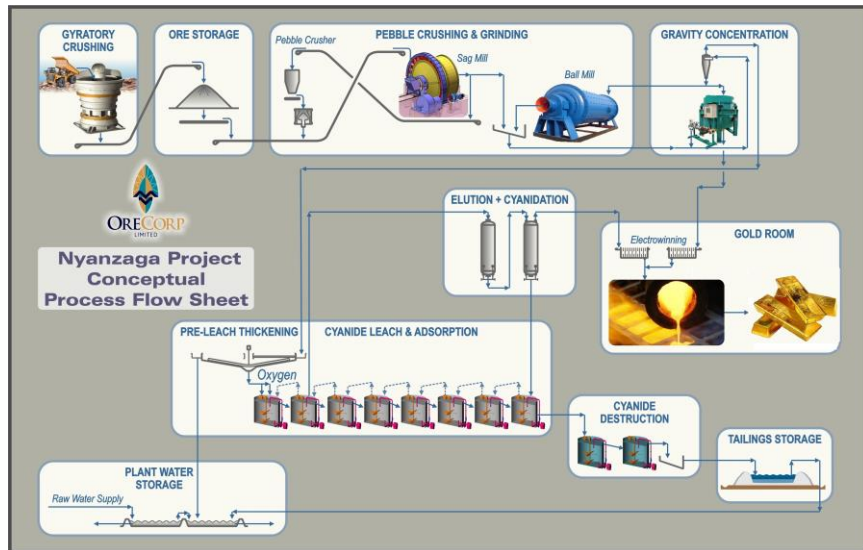 GYRATORY
CRUSHING
ORE STORAGE
PEBBLE CRUSHING & GRINDING
Pebble Crusher
Sag Mill
Ball Mill
GRAVITY CONCENTRATION
ORECORP
LIMITED
Nyanzaga Project
Conceptual
Process Flow Sheet
ELUTION + CYANIDATION
GOLD ROOM
Electrowinning
PRE-LEACH THICKENING
CYANIDE LEACH & ADSORPTION
Oxygen
CYANIDE
DESTRUCTION
TAILINGS STORAGE
PLANT WATER
STORAGE
Raw Water Supply